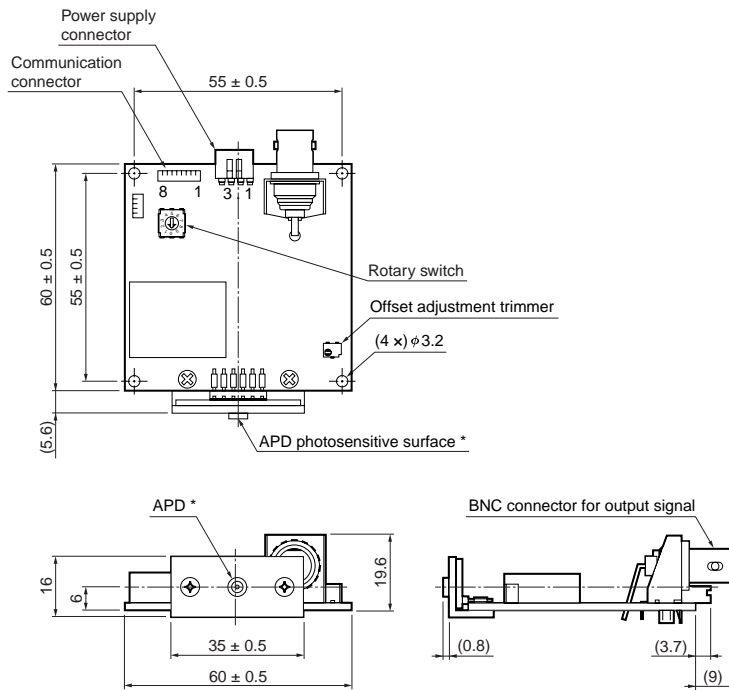 Power supply
connector
Communication
connector
55 ± 0.5
8 1
3 . 1
60 ± 0.5
55 ± 0.5
Rotary switch
Offset adjustment trimmer
(4 ×) φ3.2
(5.6)
APD photosensitive surface *
APD *
BNC connector for output signal
16
6
19.6
35 ± 0.5
60 ± 0.5
(0.8)
(3.7)
(9)